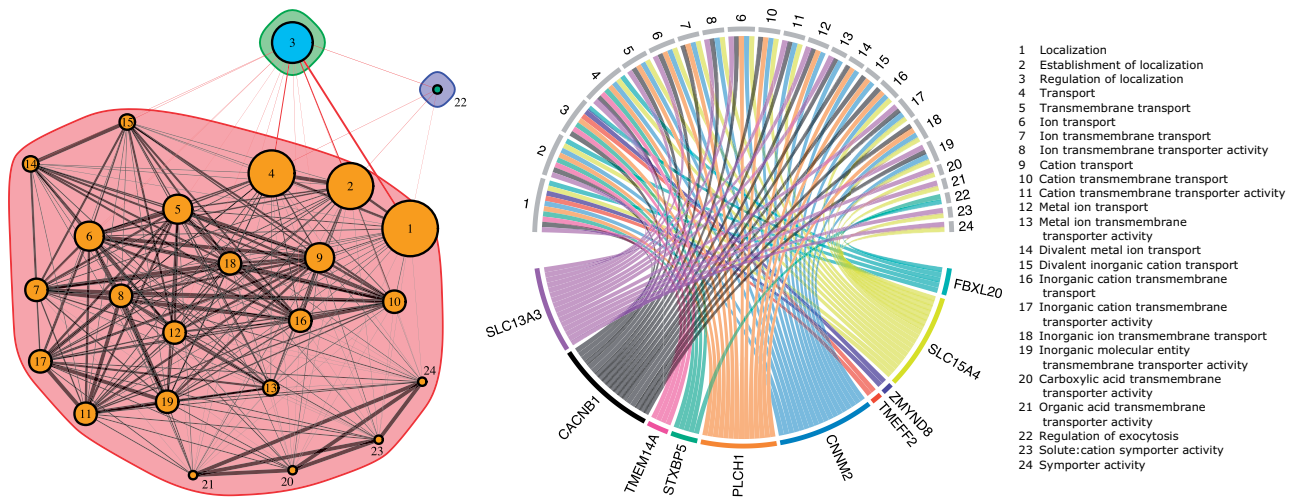 3
22
15
14
4
2
5
1
6
9
18
7
8
10
16
12
17
13
24
19
11
23
20
21
1
2
3
4
5
6
7
8
9
10
11
12
13
14
15
16
17
18
19
20
21
22
23
24
SLC13A3
CACNB1
TMEM14A
STXBP5
PLCH1
CNNM2
TMEFF2
ZMYND8
SLC15A4
FBXL20
1 Localization
2 Establishment of localization
3 Regulation of localization
4 Transport
5 Transmembrane transport
6 Ion transport
7 Ion transmembrane transport
8 Ion transmembrane transporter activity
9 Cation transport
10 Cation transmembrane transport
11 Cation transmembrane transporter activity
12 Metal ion transport
13 Metal ion transmembrane
transporter activity
14 Divalent metal ion transport
15 Divalent inorganic cation transport
16 Inorganic cation transmembrane
transport
17 Inorganic cation transmembrane
transporter activity
18 Inorganic ion transmembrane transport
19 Inorganic molecular entity
transmembrane transporter activity
20 Carboxylic acid transmembrane
transporter activity
21 Organic acid transmembrane
transporter activity
22 Regulation of exocytosis
23 Solute:cation symporter activity
24 Symporter activity